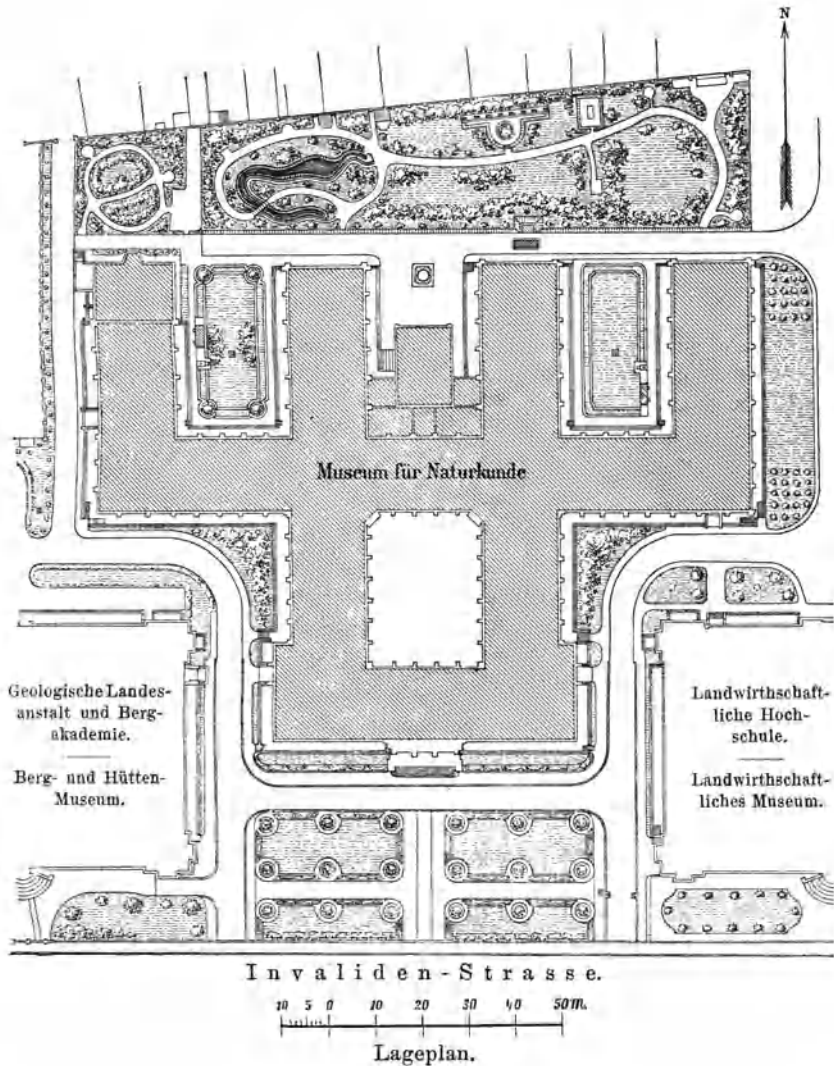 N
Museum für Naturkunde
Geologische Landes-
anstalt und Berg-
akademie.
Berg- und Hütten-
Museum.
Landwirthschaft-
liche Hoch-
schule.
Landwirthschaft-
liches Museum.
Invaliden-Strasse.
10 5 0 10 20 30 40 50 m.
Lageplan.